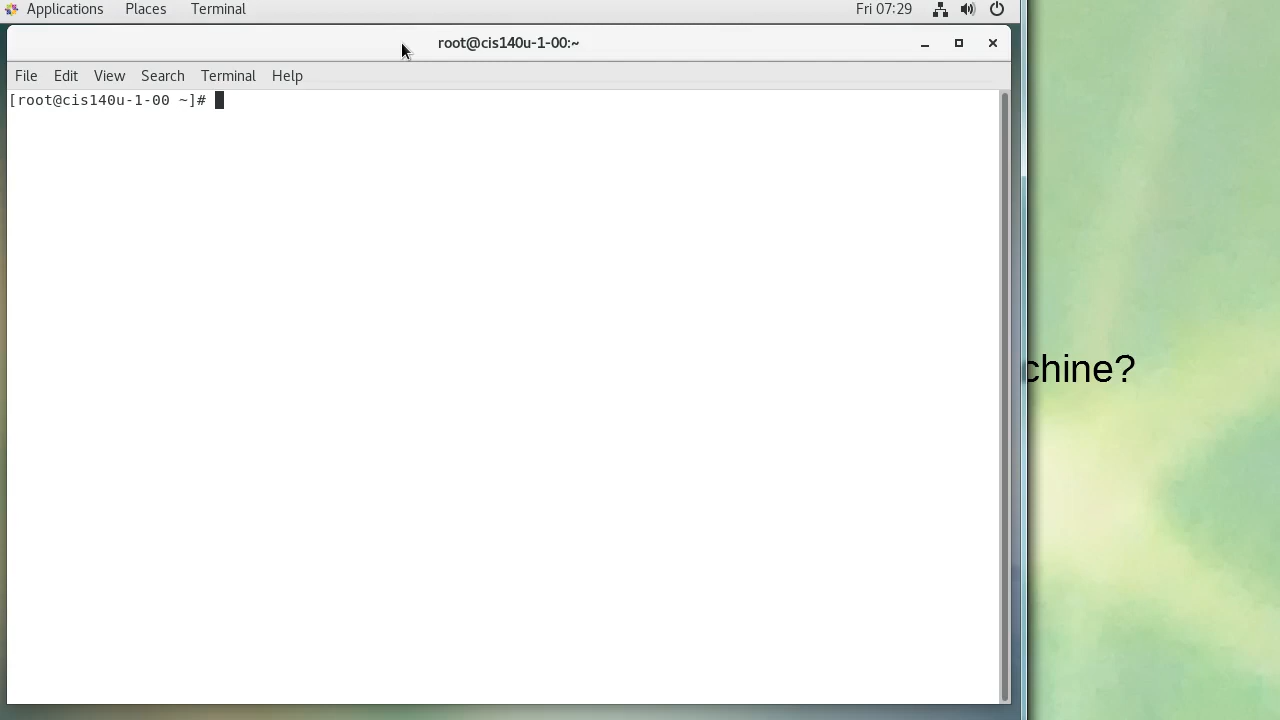 Applications Places Terminal Fri 07:29
root@cis140u-1-00:~
File Edit View Search Terminal Help
[root@cis140u-1-00 ~]#
chine?